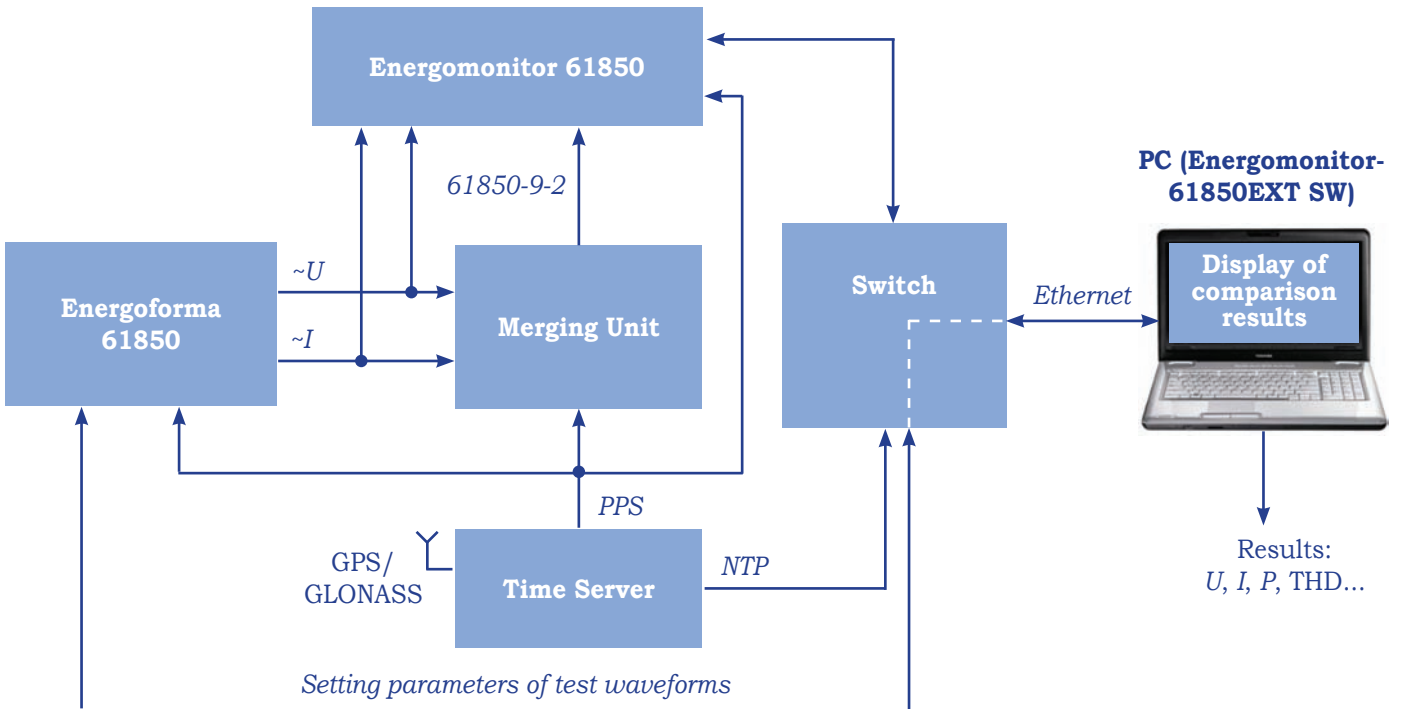 Energomonitor 61850
61850-9-2
PC (Energomonitor-
61850EXT SW)
Energoforma
61850
~U
~I
Merging Unit
Switch
Ethernet
Display of
comparison
results
PPS
GPS/
GLONASS
Time Server
NTP
Results:
U, I, P, THD...
Setting parameters of test waveforms